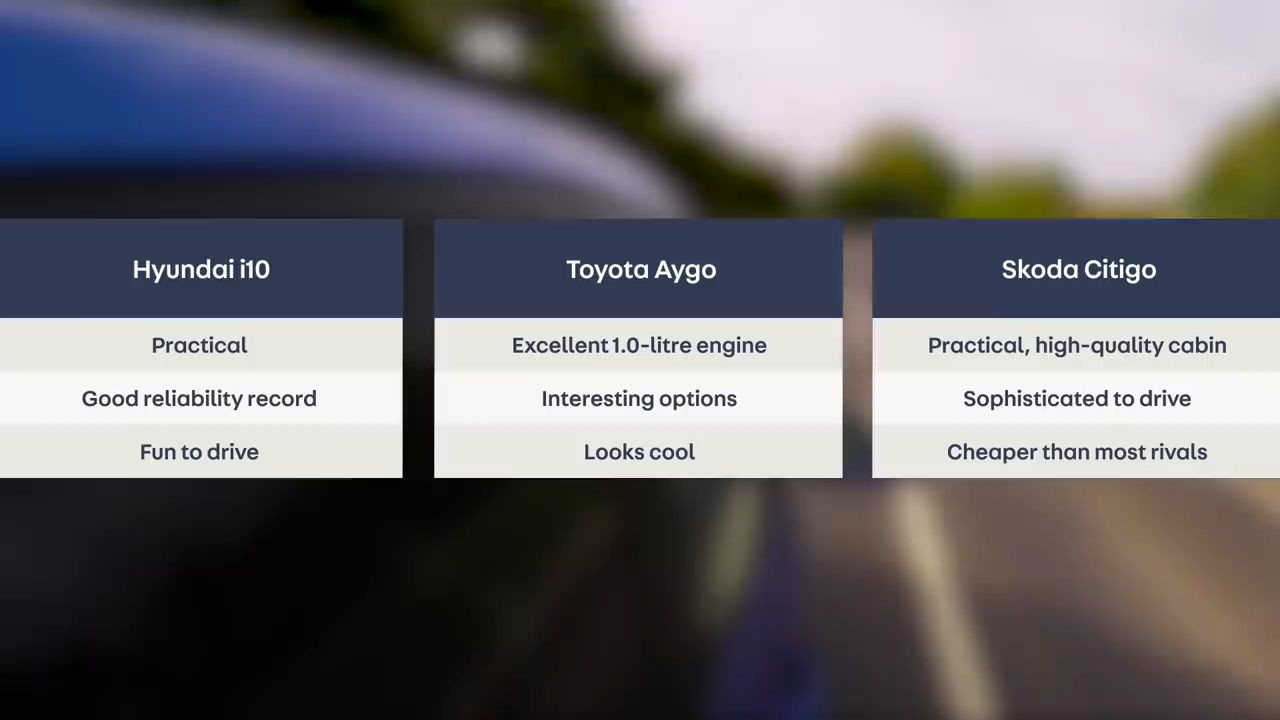 Hyundai i10
Practical
Good reliability record
Fun to drive
Toyota Aygo
Excellent 1.0-litre engine
Interesting options
Looks cool
Skoda Citigo
Practical, high-quality cabin
Sophisticated to drive
Cheaper than most rivals